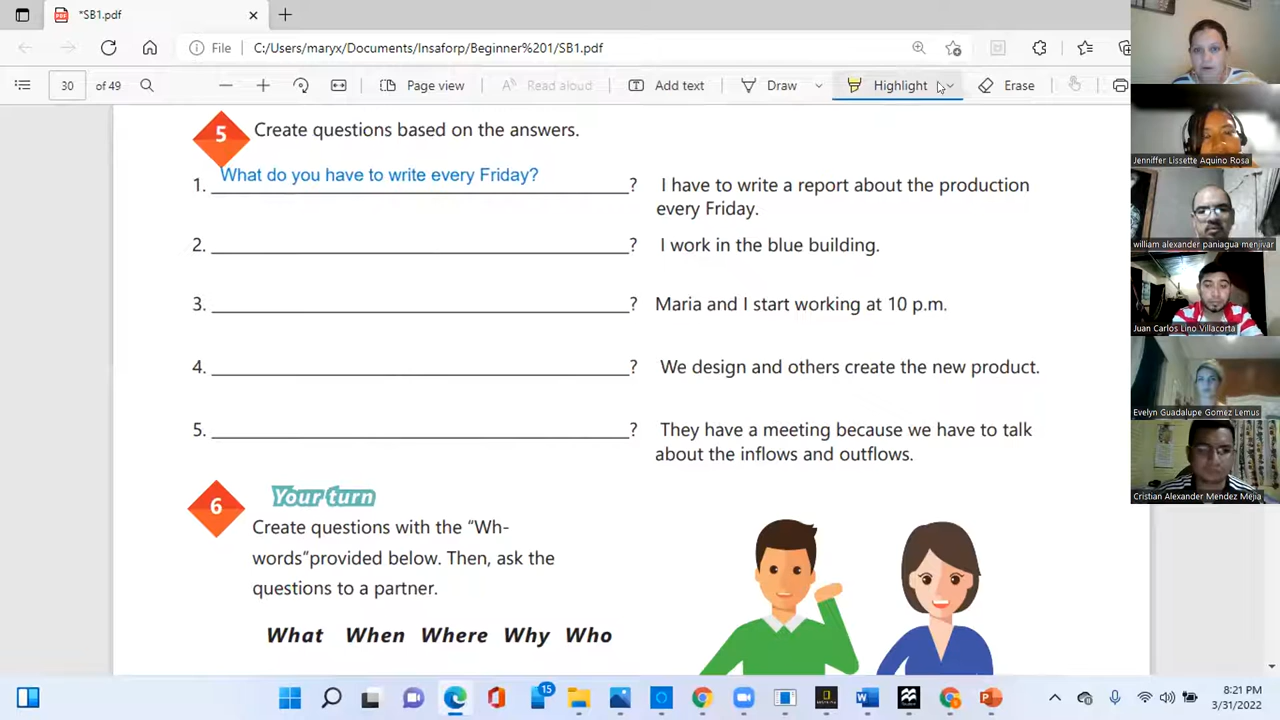 *SB1.pdf
File
C:/Users/maryx/Documents/Insaforp/Beginner%201/SB1.pdf
30
of 49
Page view
Read aloud
Add text
Draw
Highlight
Erase
5
Create questions based on the answers.
What do you have to write every Friday?
1. ? I have to write a report about the production
every Friday.
2. ? I work in the blue building.
3. ? Maria and I start working at 10 p.m.
4. ? We design and others create the new product.
5. ? They have a meeting because we have to talk
about the inflows and outflows.
6
Your turn
Create questions with the “Wh-
words”provided below. Then, ask the
questions to a partner.
What When Where Why Who
Jenniffer Lissette Aquino Rosa
william alexander paniagua menjivar
Juan Carlos Lino Villacorta
Evelyn Guadalupe Gomez Lemus
Cristian Alexander Mendez Mejia
15
8:21 PM
3/31/2022